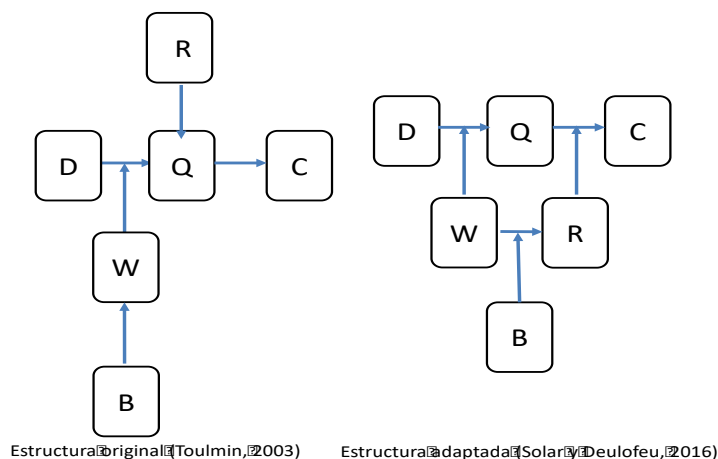 R
D Q C
W
B
Estructura original (Toulmin, 2003)
D Q C
W R
B
Estructura adaptada (Solar y Deulofeu, 2016)